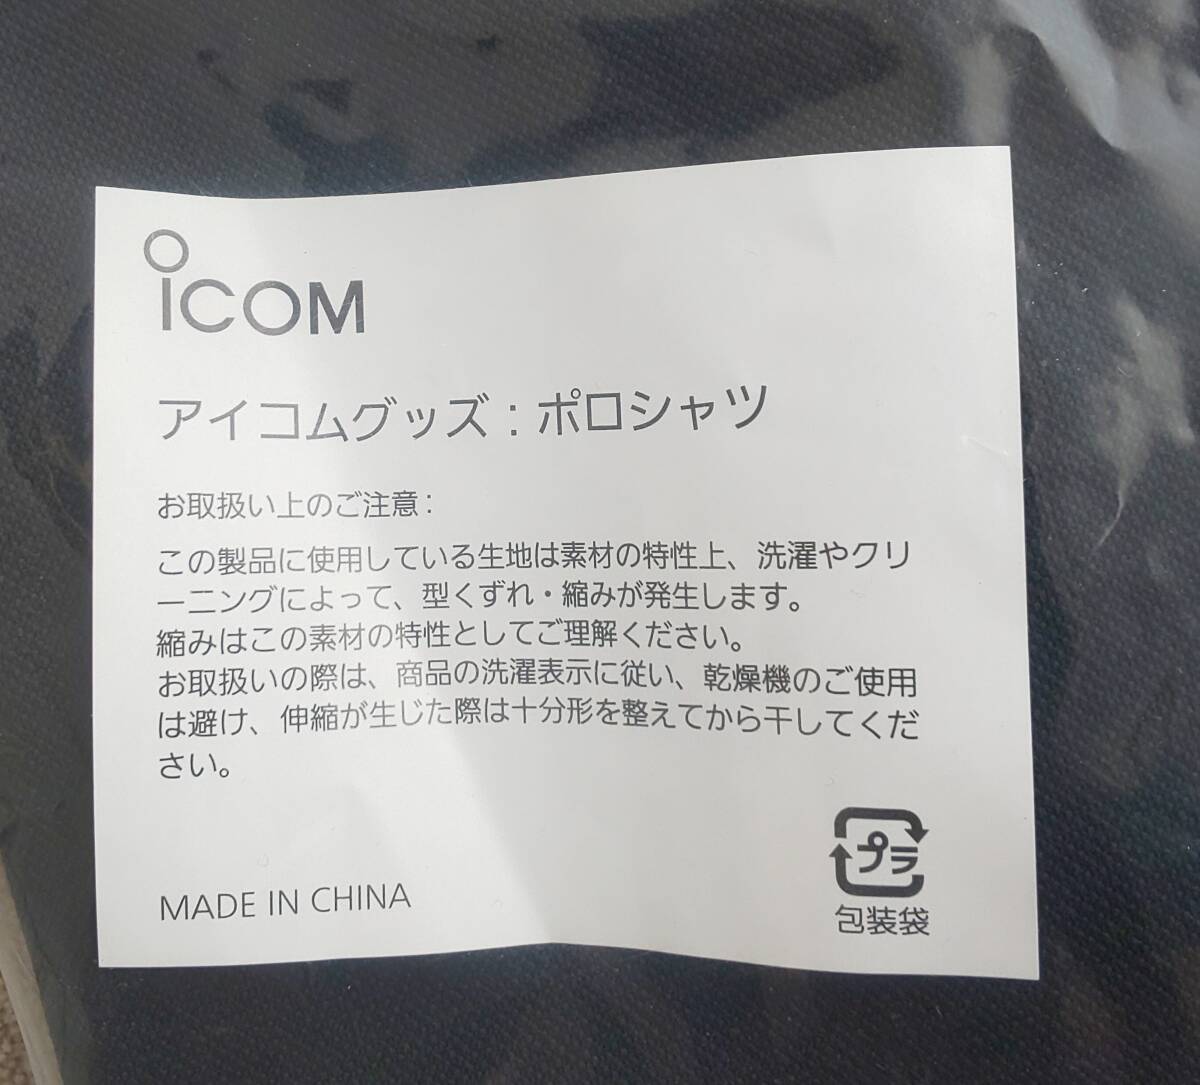 ICOM
アイコムグッズ：ポロシャツ
お取扱い上のご注意：
この製品に使用している生地は素材の特性上、洗濯やクリ
ーニングによって、型くずれ・縮みが発生します。
縮みはこの素材の特性としてご理解ください。
お取扱いの際は、商品の洗濯表示に従い、乾燥機のご使用
は避け、伸縮が生じた際は十分形を整えてから干してくだ
さい。
プラ
包装袋
MADE IN CHINA